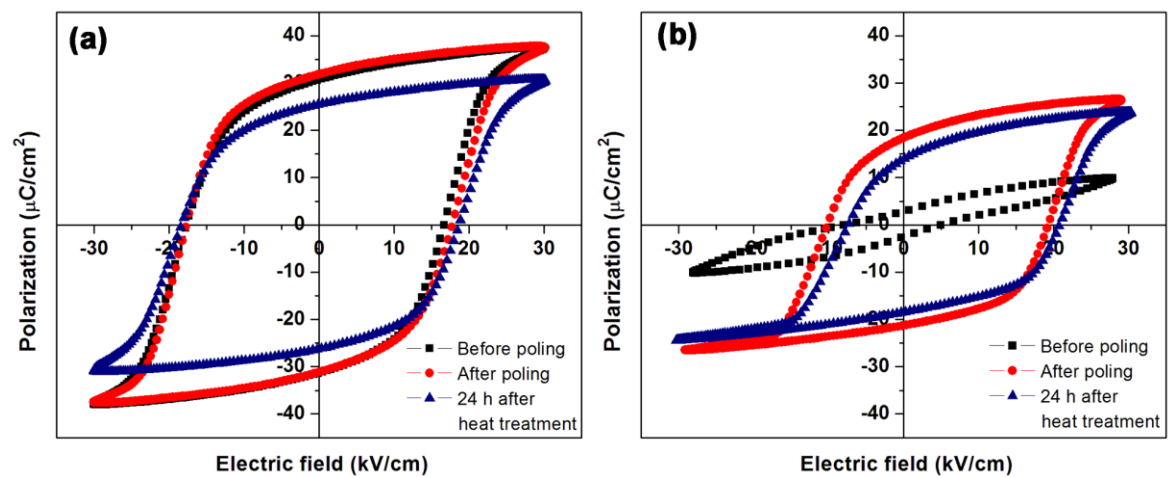 (a)
Polarization (μC/cm²)
40
30
20
10
0
-10
-20
-30
-40
-30
-20
-10
0
10
20
30
Before poling
After poling
24 h after
heat treatment
Electric field (kV/cm)
(b)
Polarization (μC/cm²)
40
30
20
10
0
-10
-20
-30
-40
-30
-20
-10
0
10
20
30
Before poling
After poling
24 h after
heat treatment
Electric field (kV/cm)